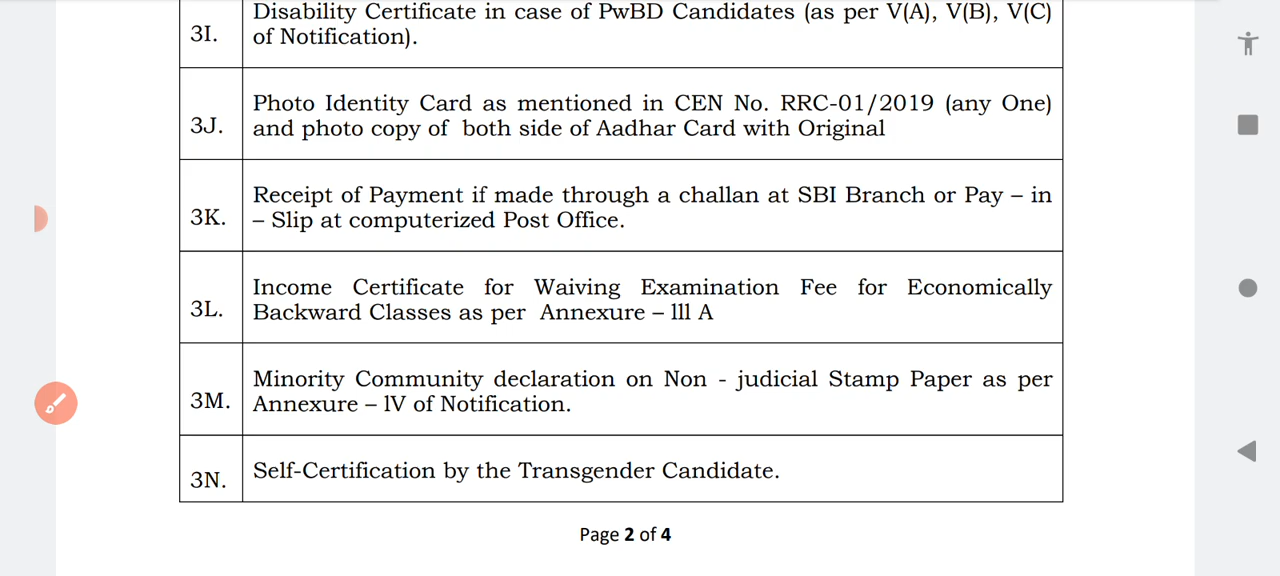 Disability Certificate in case of PwBD Candidates (as per V(A), V(B), V(C)
3I. of Notification).
Photo Identity Card as mentioned in CEN No. RRC-01/2019 (any One)
3J. and photo copy of both side of Aadhar Card with Original
Receipt of Payment if made through a challan at SBI Branch or Pay – in
3K. – Slip at computerized Post Office.
Income Certificate for Waiving Examination Fee for Economically
3L. Backward Classes as per Annexure – lll A
Minority Community declaration on Non - judicial Stamp Paper as per
3M. Annexure – lV of Notification.
3N. Self-Certification by the Transgender Candidate.
Page 2 of 4